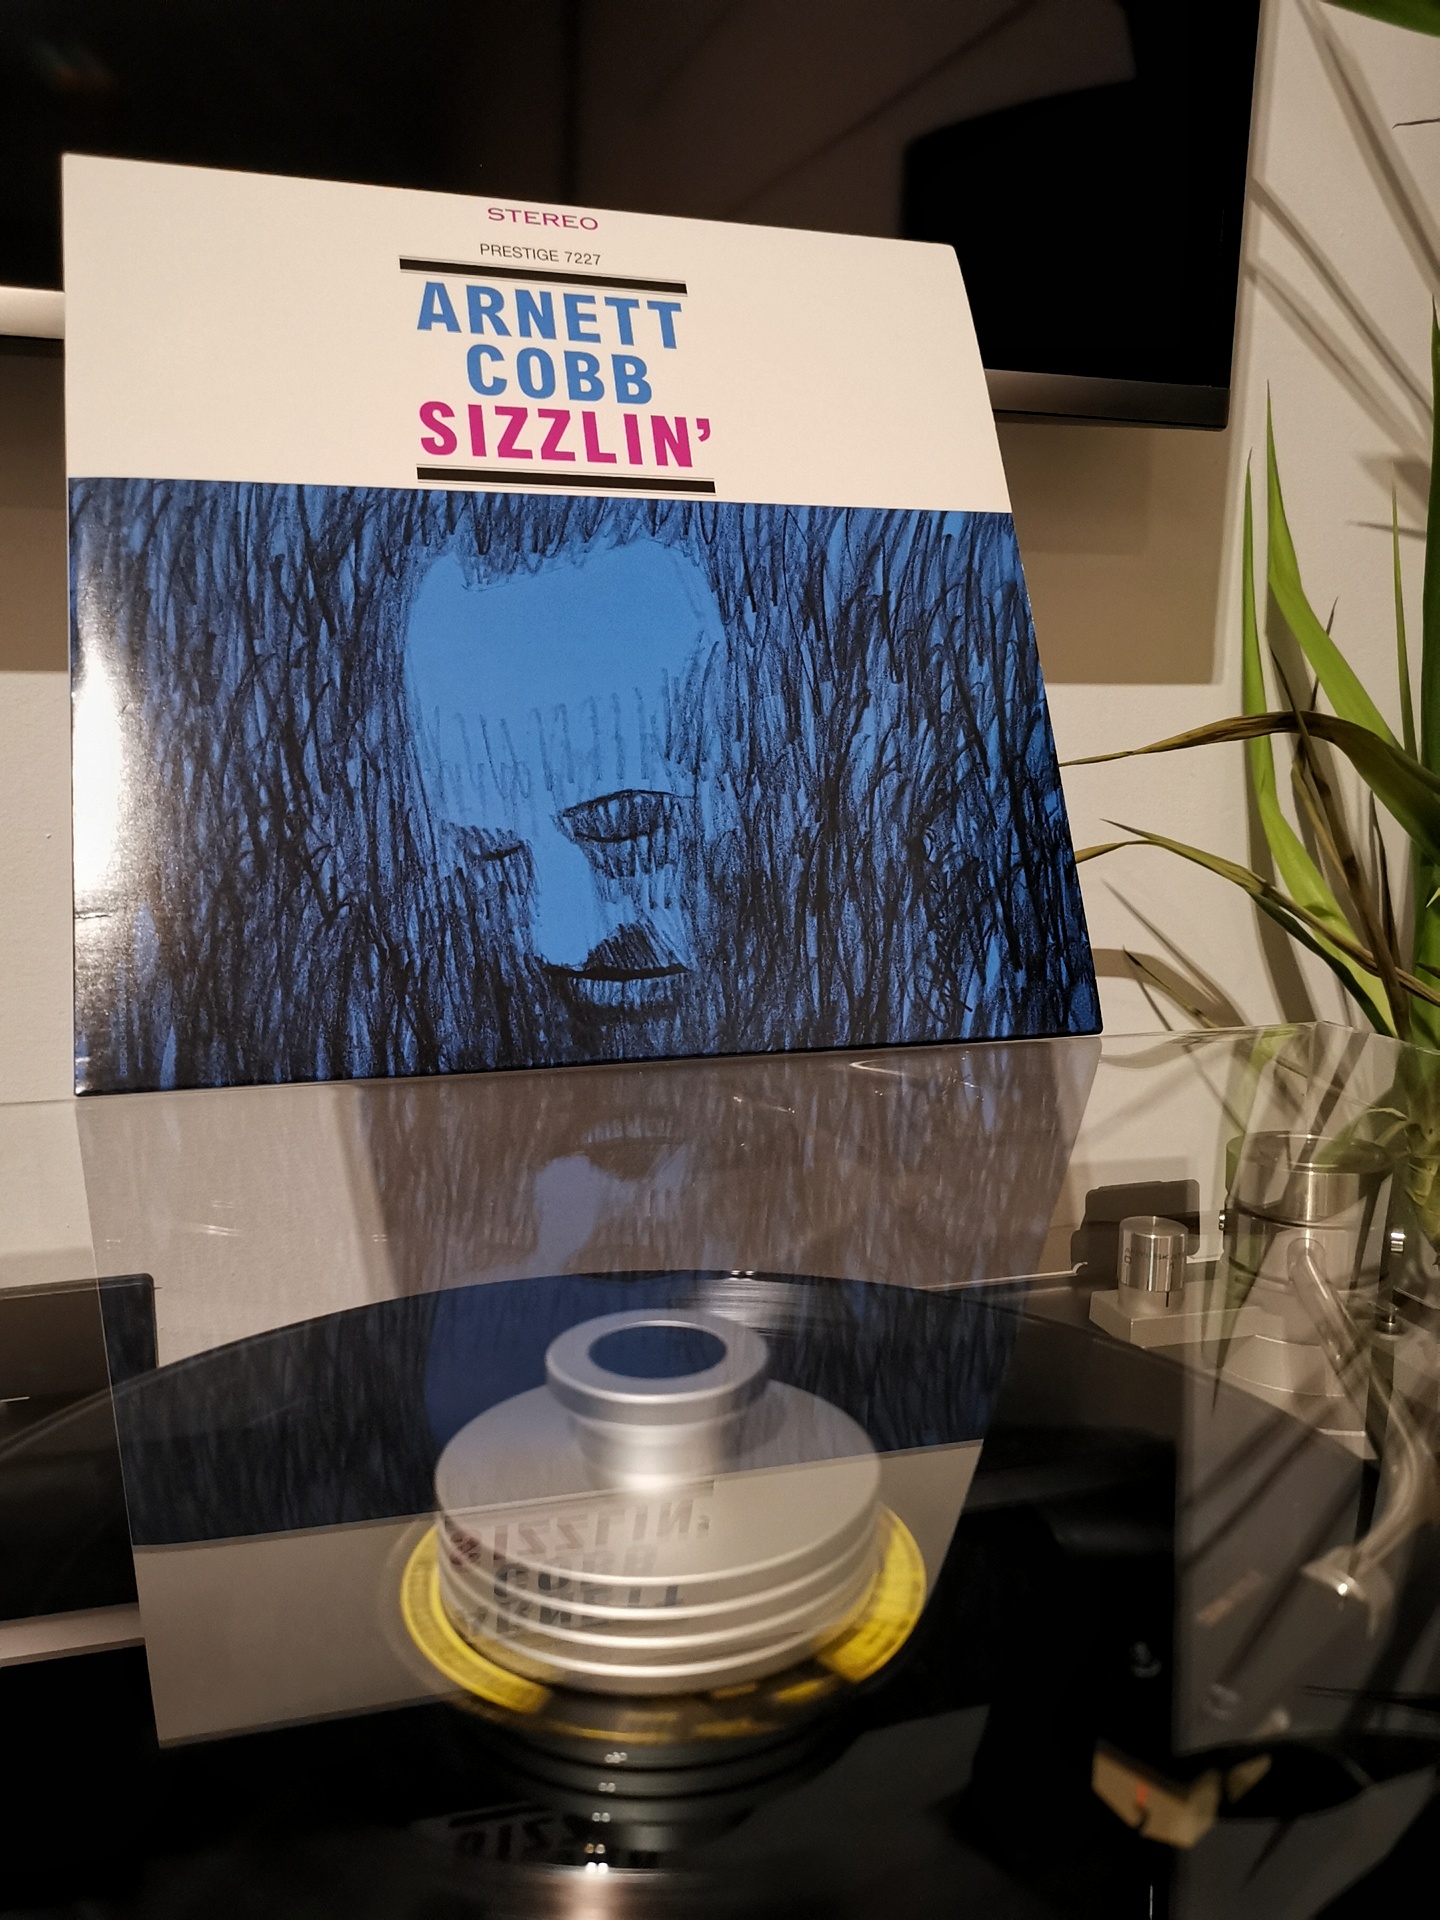 STEREO
PRESTIGE 7227
ARNETT
COBB
SIZZLIN’